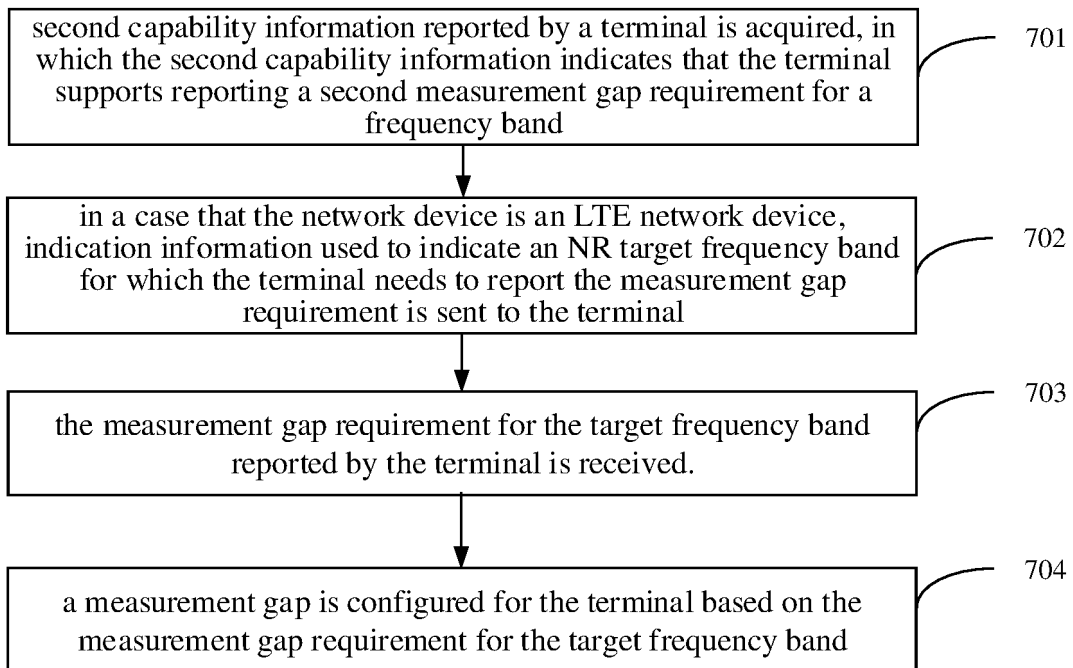 second capability information reported by a terminal is acquired, in
which the second capability information indicates that the terminal
supports reporting a second measurement gap requirement for a
frequency band
701
in a case that the network device is an LTE network device,
indication information used to indicate an NR target frequency band
for which the terminal needs to report the measurement gap
requirement is sent to the terminal
702
the measurement gap requirement for the target frequency band
reported by the terminal is received.
703
a measurement gap is configured for the terminal based on the
measurement gap requirement for the target frequency band
704